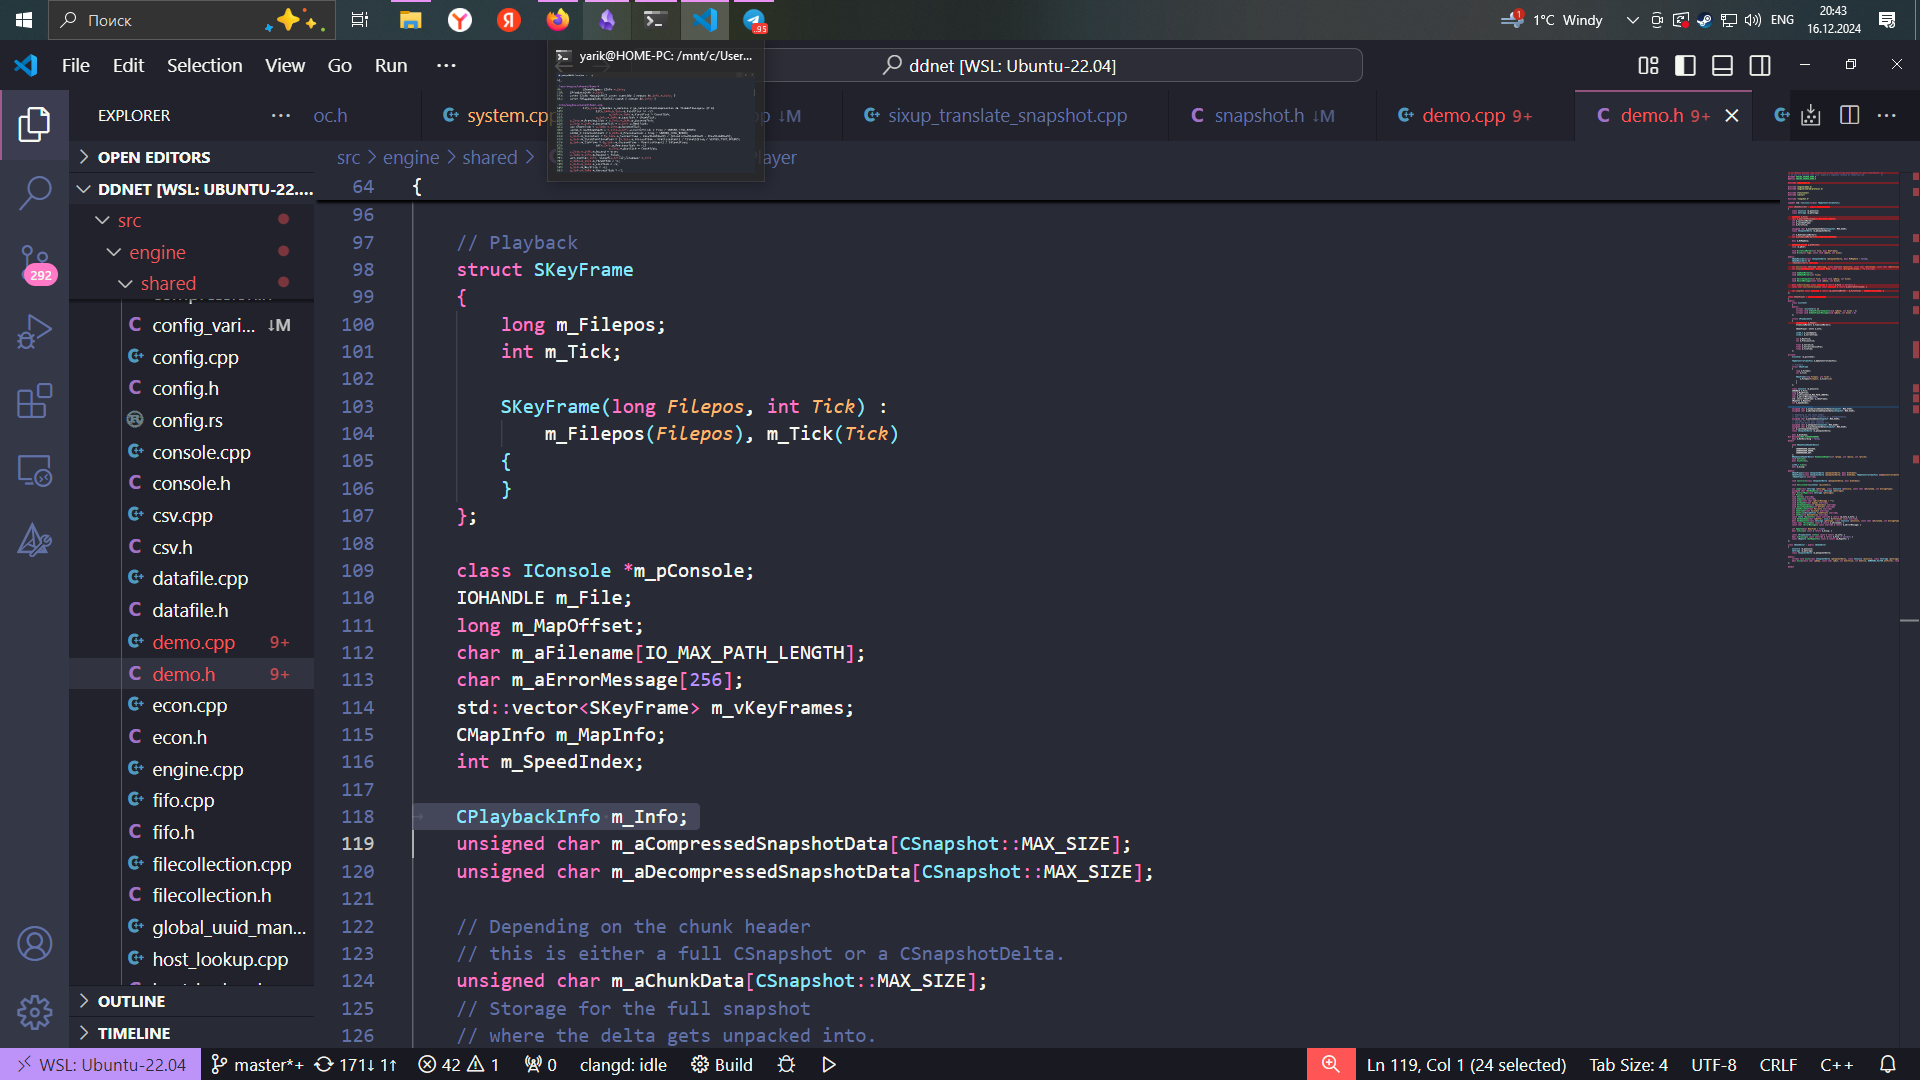 Поиск
95
1
1°C Windy
ENG
20:43
16.12.2024
File Edit Selection View Go Run ···
yarik@HOME-PC: /mnt/c/User...
ddnet [WSL: Ubuntu-22.04]
EXPLORER
oc.h
system.cpp
p ↓M
sixup_translate_snapshot.cpp
snapshot.h ↓M
demo.cpp 9+
demo.h 9+
OPEN EDITORS
src > engine > shared >
layer
DDNET [WSL: UBUNTU-22....
src
engine
shared
292
config_vari... ↓M
config.cpp
config.h
config.rs
console.cpp
console.h
csv.cpp
csv.h
datafile.cpp
datafile.h
demo.cpp 9+
demo.h 9+
econ.cpp
econ.h
engine.cpp
fifo.cpp
fifo.h
filecollection.cpp
filecollection.h
global_uuid_man...
host_lookup.cpp
OUTLINE
TIMELINE
64 {
96
97 // Playback
98 struct SKeyFrame
99 {
100 long m_Filepos;
101 int m_Tick;
102
103 SKeyFrame(long Filepos, int Tick) :
104 m_Filepos(Filepos), m_Tick(Tick)
105 {
106 }
107 };
108
109 class IConsole *m_pConsole;
110 IOHANDLE m_File;
111 long m_MapOffset;
112 char m_aFilename[IO_MAX_PATH_LENGTH];
113 char m_aErrorMessage[256];
114 std::vector<SKeyFrame> m_vKeyFrames;
115 CMapInfo m_MapInfo;
116 int m_SpeedIndex;
117
118 CPlaybackInfo m_Info;
119 unsigned char m_aCompressedSnapshotData[CSnapshot::MAX_SIZE];
120 unsigned char m_aDecompressedSnapshotData[CSnapshot::MAX_SIZE];
121
122 // Depending on the chunk header
123 // this is either a full CSnapshot or a CSnapshotDelta.
124 unsigned char m_aChunkData[CSnapshot::MAX_SIZE];
125 // Storage for the full snapshot
126 // where the delta gets unpacked into.
WSL: Ubuntu-22.04 master*+ 171↓ 1↑ 42 1 0 clangd: idle Build
Ln 119, Col 1 (24 selected) Tab Size: 4 UTF-8 CRLF C++